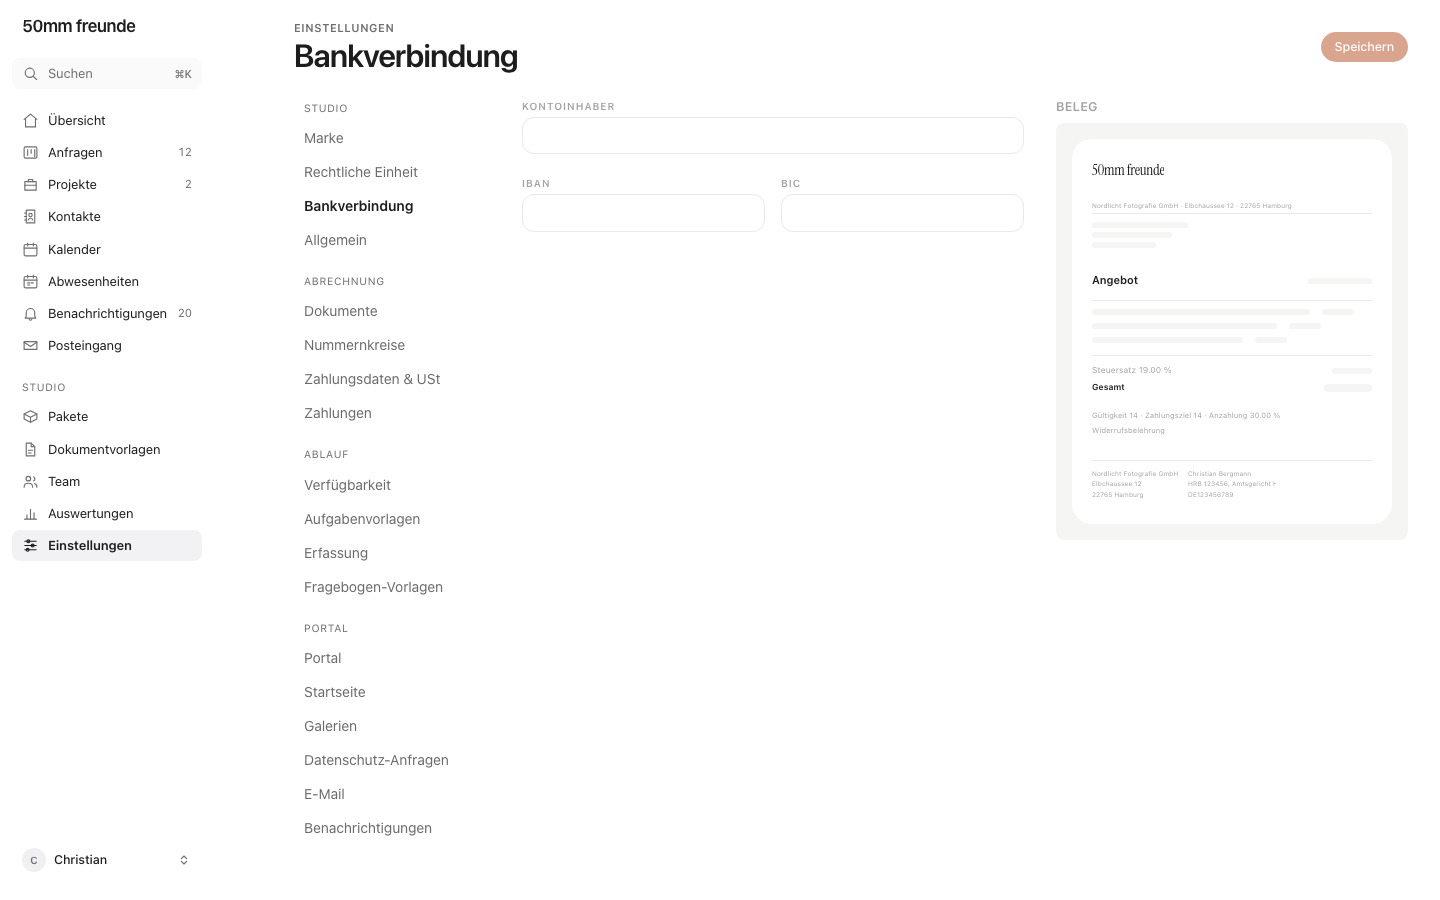 50mm freunde
Suchen ⌘K
Übersicht
Anfragen 12
Projekte 2
Kontakte
Kalender
Abwesenheiten
Benachrichtigungen 20
Posteingang
STUDIO
Pakete
Dokumentvorlagen
Team
Auswertungen
Einstellungen
C Christian
EINSTELLUNGEN
Bankverbindung
Speichern
STUDIO
Marke
Rechtliche Einheit
Bankverbindung
Allgemein
ABRECHNUNG
Dokumente
Nummernkreise
Zahlungsdaten & USt
Zahlungen
ABLAUF
Verfügbarkeit
Aufgabenvorlagen
Erfassung
Fragebogen-Vorlagen
PORTAL
Portal
Startseite
Galerien
Datenschutz-Anfragen
E-Mail
Benachrichtigungen
KONTOINHABER
IBAN BIC
BELEG
50mm freunde
Nordlicht Fotografie GmbH · Elbchaussee 12 · 22765 Hamburg
Angebot
Steuersatz 19.00 %
Gesamt
Gültigkeit 14 · Zahlungsziel 14 · Anzahlung 30.00 %
Widerrufsbelehrung
Nordlicht Fotografie GmbH Christian Bergmann
Elbchaussee 12 HRB 123456, Amtsgericht
22765 Hamburg DE123456789